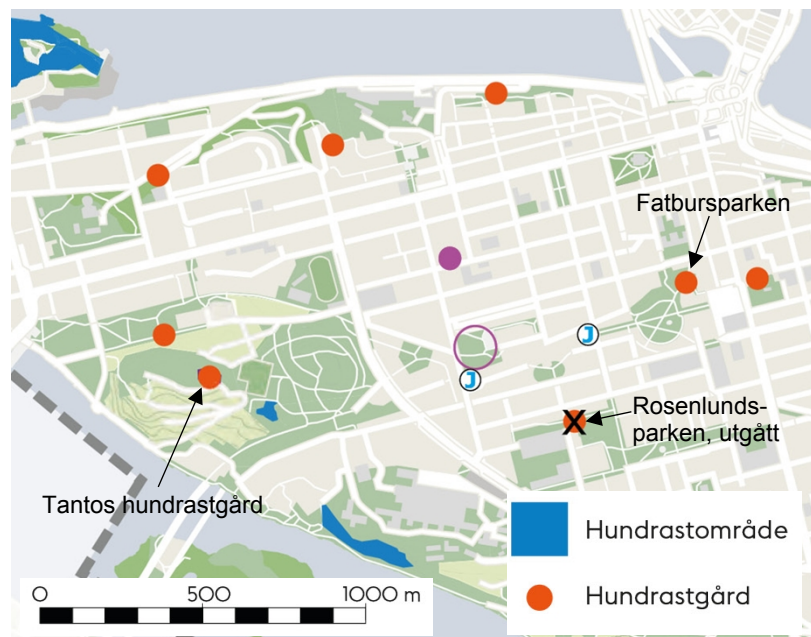 Fatbursparken
J
J
Rosenlunds-
parken, utgått
X
Tantos hundrastgård
Hundrastområde
Hundrastgård
0 500 1000 m